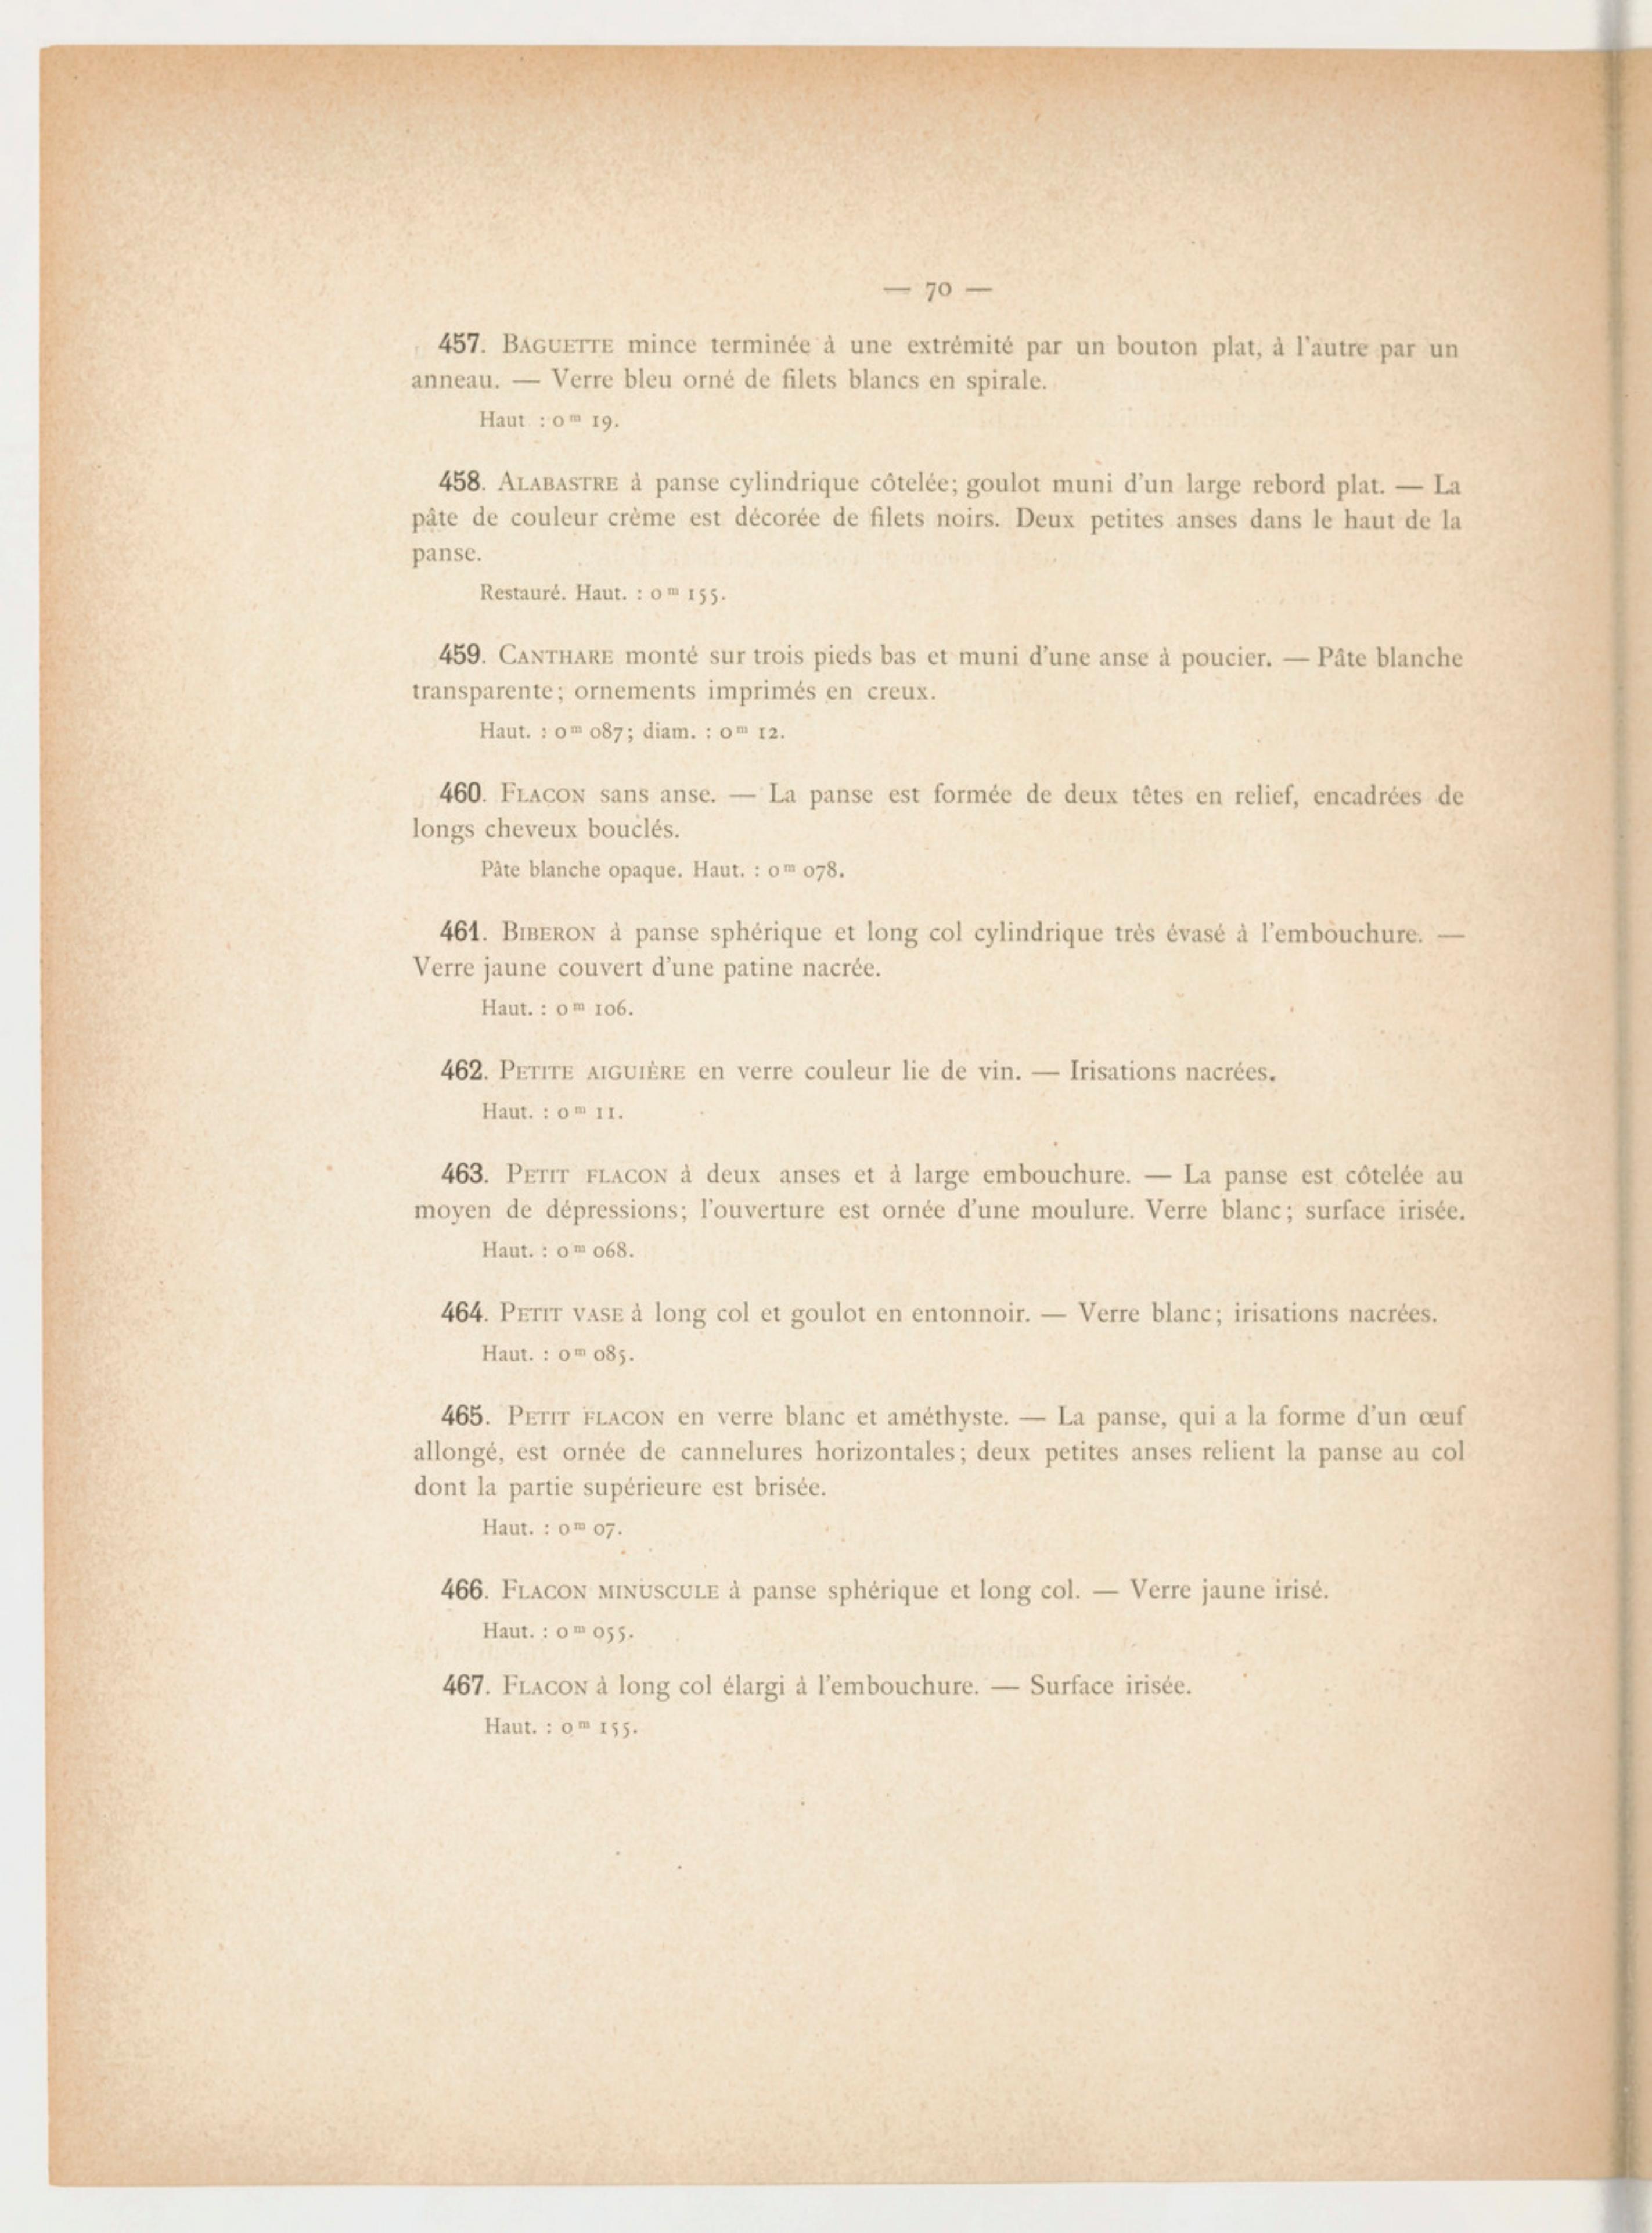 — 70 —
457. BAGUETTE mince terminée à une extrémité par un bouton plat, à l'autre par un
anneau. — Verre bleu orné de filets blancs en spirale.
Haut : 0m 19.
458. ALABASTRE à panse cylindrique côtelée; goulot muni d'un large rebord plat. — La
pâte de couleur crème est décorée de filets noirs. Deux petites anses dans le haut de la
panse.
Restauré. Haut. : 0m 155.
459. CANTHARE monté sur trois pieds bas et muni d'une anse à poucier. — Pâte blanche
transparente; ornements imprimés en creux.
Haut. : 0m 087; diam. : 0m 12.
460. FLACON sans anse. — La panse est formée de deux têtes en relief, encadrées de
longs cheveux bouclés.
Pâte blanche opaque. Haut. : 0m 078.
461. BIBERON à panse sphérique et long col cylindrique très évasé à l'embouchure. —
Verre jaune couvert d'une patine nacrée.
Haut. : 0m 106.
462. PETITE AIGUIÈRE en verre couleur lie de vin. — Irisations nacrées.
Haut. : 0m 11.
463. PETIT FLACON à deux anses et à large embouchure. — La panse est côtelée au
moyen de dépressions; l'ouverture est ornée d'une moulure. Verre blanc; surface irisée.
Haut. : 0m 068.
464. PETIT VASE à long col et goulot en entonnoir. — Verre blanc; irisations nacrées.
Haut. : 0m 085.
465. PETIT FLACON en verre blanc et améthyste. — La panse, qui a la forme d'un œuf
allongé, est ornée de cannelures horizontales; deux petites anses relient la panse au col
dont la partie supérieure est brisée.
Haut. : 0m 07.
466. FLACON MINUSCULE à panse sphérique et long col. — Verre jaune irisé.
Haut. : 0m 055.
467. FLACON à long col élargi à l'embouchure. — Surface irisée.
Haut. : 0m 155.